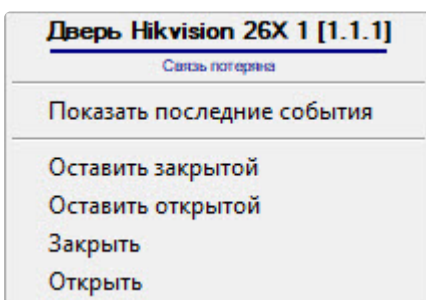 Дверь Hikvision 26X 1 [1.1.1]
Связь потеряна
Показать последние события
Оставить закрытой
Оставить открытой
Закрыть
Открыть